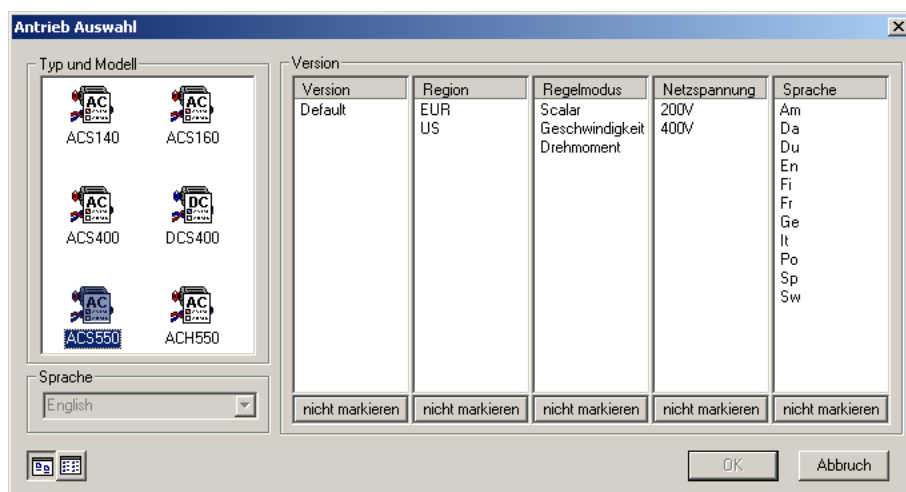 Antrieb Auswahl
Typ und Modell
AC
ACS140
AC
ACS160
AC
ACS400
DC
DCS400
AC
ACS550
AC
ACH550
Sprache
English
Version
Version
Default
nicht markieren
Region
EUR
US
nicht markieren
Regelmodus
Scalar
Geschwindigkeit
Drehmoment
nicht markieren
Netzspannung
200V
400V
nicht markieren
Sprache
Am
Da
Du
En
Fi
Fr
Ge
It
Po
Sp
Sw
nicht markieren
OK
Abbruch